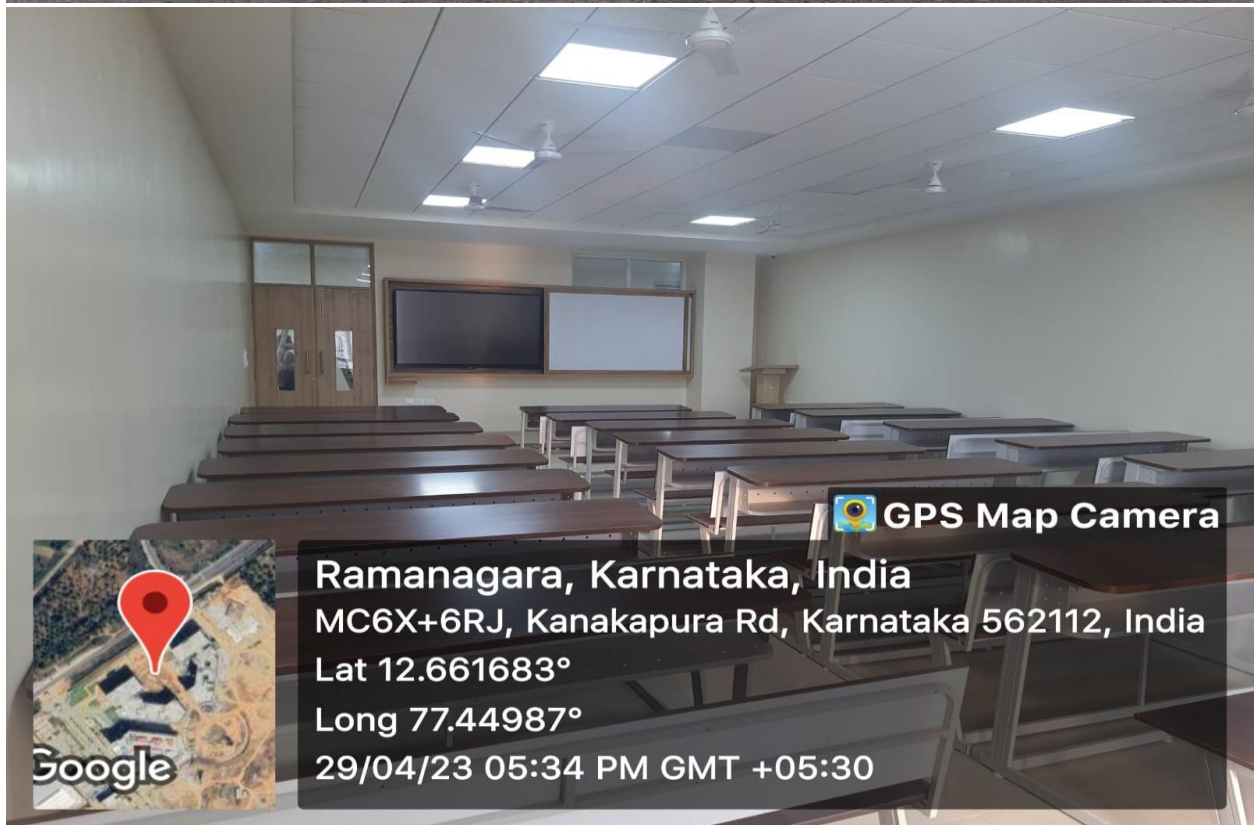 GPS Map Camera
Ramanagara, Karnataka, India
MC6X+6RJ, Kanakapura Rd, Karnataka 562112, India
Lat 12.661683°
Long 77.44987°
29/04/23 05:34 PM GMT +05:30
Google